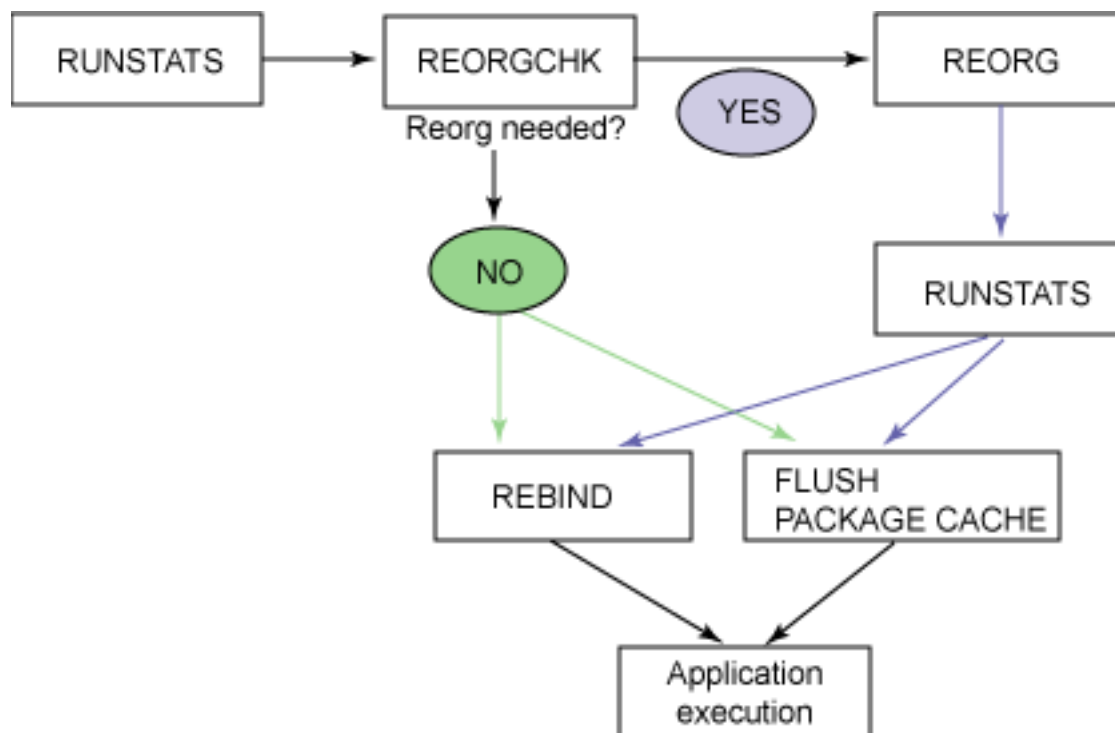 RUNSTATS
REORGCHK
REORG
YES
Reorg needed?
NO
RUNSTATS
REBIND
FLUSH
PACKAGE CACHE
Application
execution